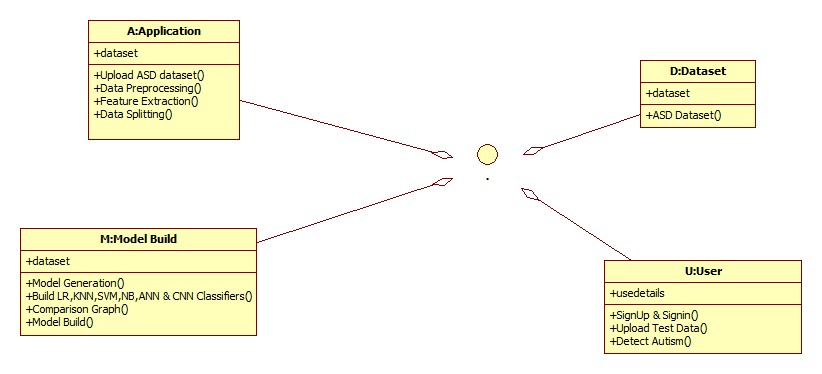 A:Application
+dataset
+Upload ASD dataset()
+Data Preprocessing()
+Feature Extraction()
+Data Splitting()
D:Dataset
+dataset
+ASD Dataset()
M:Model Build
+dataset
+Model Generation()
+Build LR,KNN,SVM,NB,ANN & CNN Classifiers()
+Comparison Graph()
+Model Build()
U:User
+usedetails
+SignUp & Signin()
+Upload Test Data()
+Detect Autism()